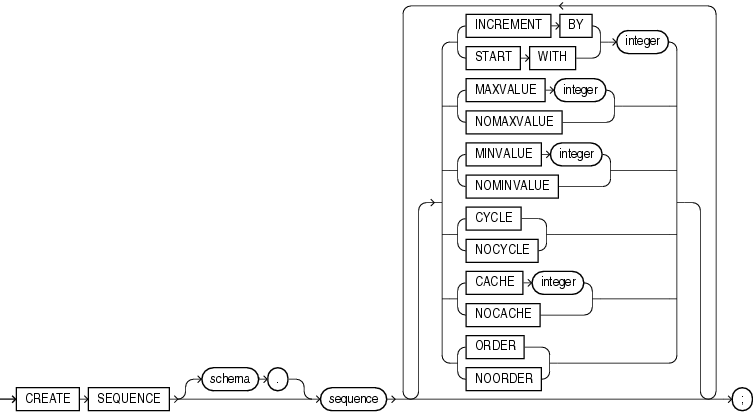 INCREMENT BY
integer
START WITH
MAXVALUE integer
NOMAXVALUE
MINVALUE integer
NOMINVALUE
CYCLE
NOCYCLE
CACHE integer
NOCACHE
ORDER
NOORDER
CREATE SEQUENCE schema . sequence ;